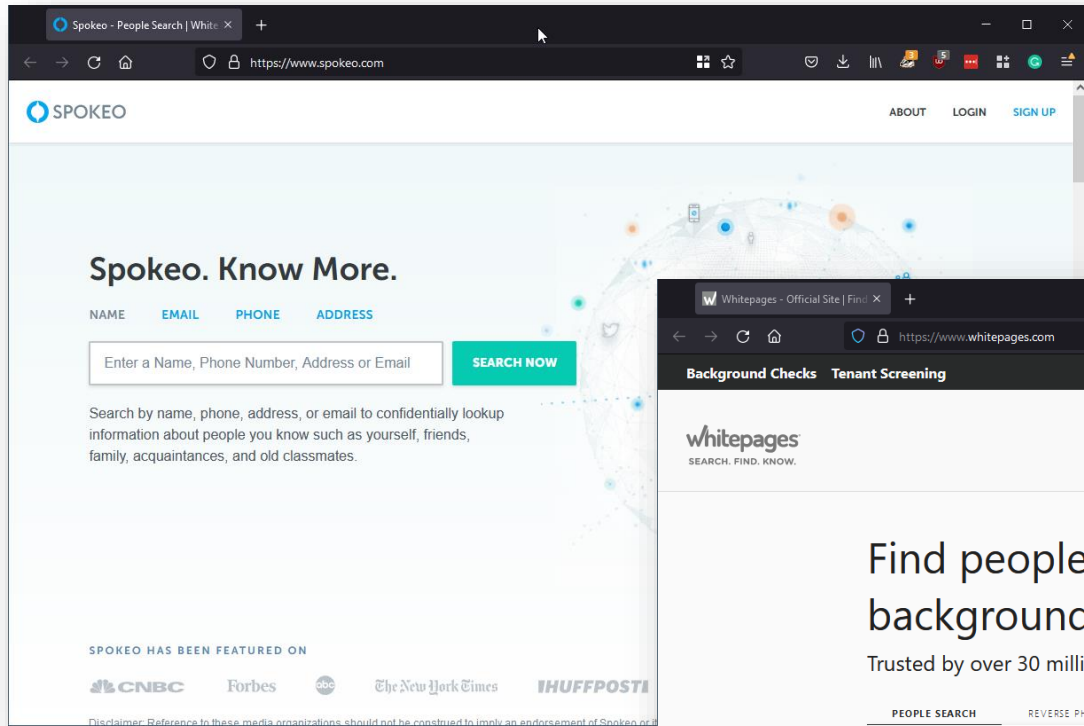 Spokeo - People Search | White
https://www.spokeo.com
3
5
SPOKEO
ABOUT LOGIN SIGN UP
Spokeo. Know More.
NAME EMAIL PHONE ADDRESS
Enter a Name, Phone Number, Address or Email
SEARCH NOW
Search by name, phone, address, or email to confidentially lookup
information about people you know such as yourself, friends,
family, acquaintances, and old classmates.
SPOKEO HAS BEEN FEATURED ON
CNBC Forbes abc The New York Times HUFFPOST
Disclaimer: Reference to these media organizations should not be construed to imply an endorsement of Spokeo or
Whitepages - Official Site | Find
https://www.whitepages.com
Background Checks Tenant Screening
whitepages
SEARCH. FIND. KNOW.
Find people
background
Trusted by over 30 milli
PEOPLE SEARCH REVERSE PH